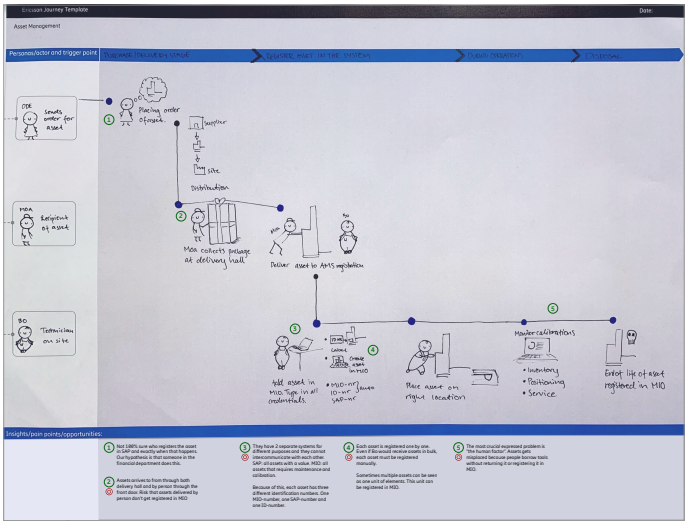 Ericsson Journey Template
Date:
Asset Management
Personas/actor and trigger point
PURCHASE/DELIVERY STAGE
REGISTER ASSET IN THE SYSTEM
DURING OPERATIONS
DISPOSAL
ODE
Sends
order for
asset
1
Placing order
of asset.
Supplier
site
Distribution
MOA
Recipient
of asset
2
Moa collects package
at delivery hall
MOA
BO
Deliver asset to AMS registration
BO
Technician
on site
3
4
Add asset in
MIO. Type in all
credentials.
Create
asset
in MIO
• MIO-nr
ID-nr
SAP-nr
Place asset on
right location
5
Monitor calibrations
• Inventory
• Positioning
• Service
End of life of asset
registered in MIO
Insights/pain points/opportunities:
1 Not 100% sure who registers the asset
in SAP and exactly when that happens.
Our hypothesis is that someone in the
financial department does this.
2 Assets arrives to from through both
delivery hall and by person through the
front door. Risk that assets delivered by
person don't get registered in MIO
3 They have 2 separate systems for
different purposes and they cannot
intercommunicate with each other.
SAP: all assets with a value. MIO: all
assets that requires maintenance and
calibration.
Because of this, each asset has three
different identification numbers. One
MIO-number, one SAP-number and
one ID-number.
4 Each asset is registered one by one.
Even if Bo would receive assets in bulk,
each asset must be registered
manually.
Sometimes multiple assets can be seen
as one unit of elements. This unit can
be registered in MIO.
5 The most crucial expressed problem is
"the human factor". Assets gets
misplaced because people borrow tools
without returning it or registering it in
MIO.